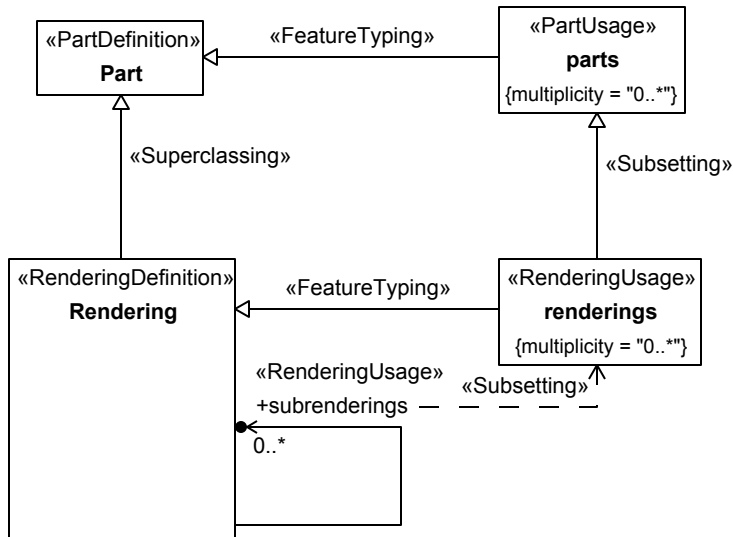 «PartDefinition»
Part
«FeatureTyping»
«PartUsage»
parts
{multiplicity = "0..*"}
«Superclassing»
«Subsetting»
«RenderingDefinition»
Rendering
«FeatureTyping»
«RenderingUsage»
renderings
{multiplicity = "0..*"}
«RenderingUsage»
+subrenderings
«Subsetting»
0..*